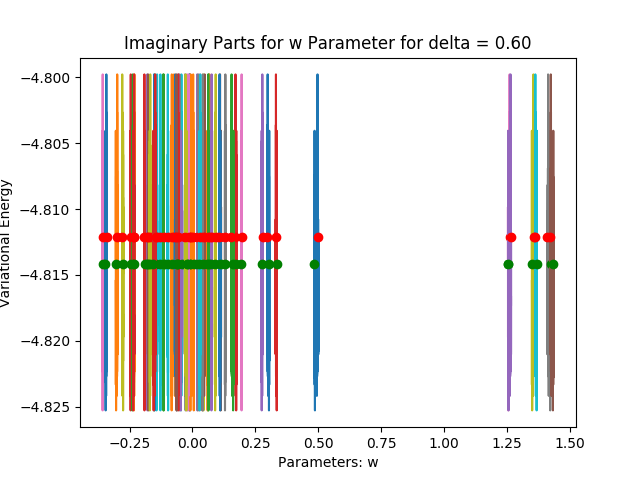 Imaginary Parts for w Parameter for delta = 0.60
Variational Energy
−4.800
−4.805
−4.810
−4.815
−4.820
−4.825
−0.25 0.00 0.25 0.50 0.75 1.00 1.25 1.50
Parameters: w